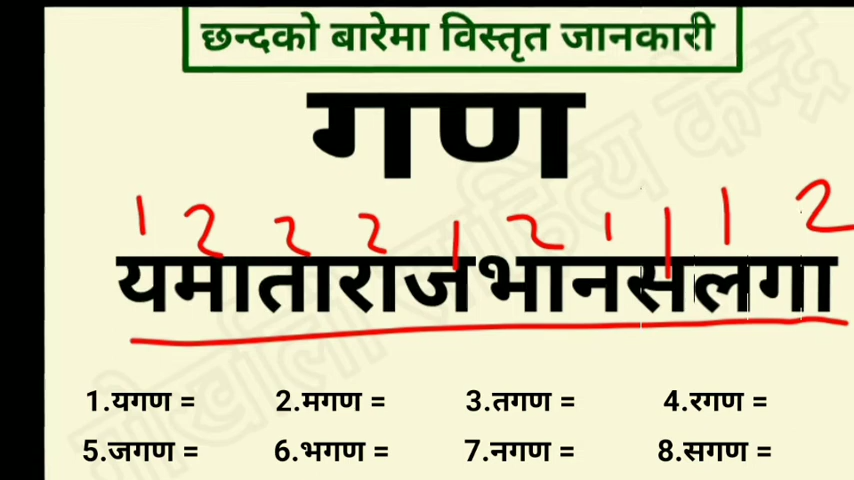 छन्दको बारेमा विस्तृत जानकारी
गण
1 2 2 2 1 2 1 1 1 2
यमाताराजभानसलगा
1.यगण = 2.मगण = 3.तगण = 4.रगण =
5.जगण = 6.भगण = 7.नगण = 8.सगण =